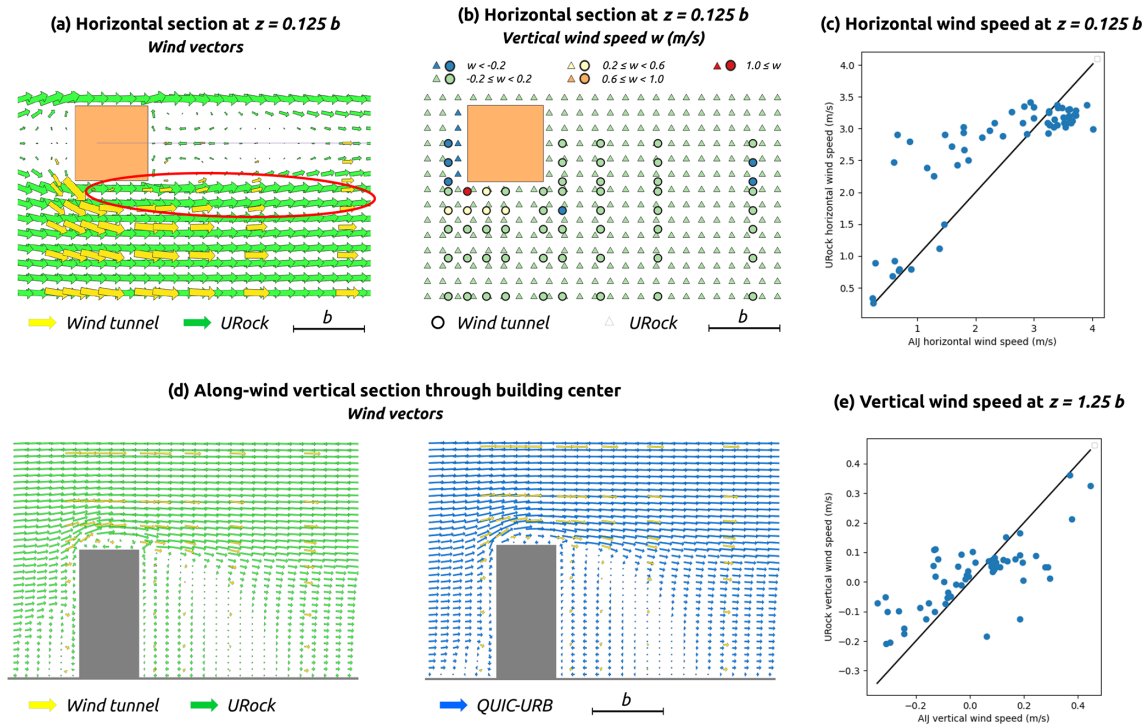 (a) Horizontal section at z = 0.125 b
Wind vectors
Wind tunnel
URock
b
(b) Horizontal section at z = 0.125 b
Vertical wind speed w (m/s)
w < -0.2
0.2 ≤ w < 0.6
1.0 ≤ w
-0.2 ≤ w < 0.2
0.6 ≤ w < 1.0
Wind tunnel
URock
b
(c) Horizontal wind speed at z = 0.125 b
URock horizontal wind speed (m/s)
4.0
3.5
3.0
2.5
2.0
1.5
1.0
0.5
1
2
3
4
AIJ horizontal wind speed (m/s)
(d) Along-wind vertical section through building center
Wind vectors
Wind tunnel
URock
QUIC-URB
b
(e) Vertical wind speed at z = 1.25 b
URock vertical wind speed (m/s)
0.4
0.3
0.2
0.1
0.0
−0.1
−0.2
−0.3
−0.2
0.0
0.2
0.4
AIJ vertical wind speed (m/s)